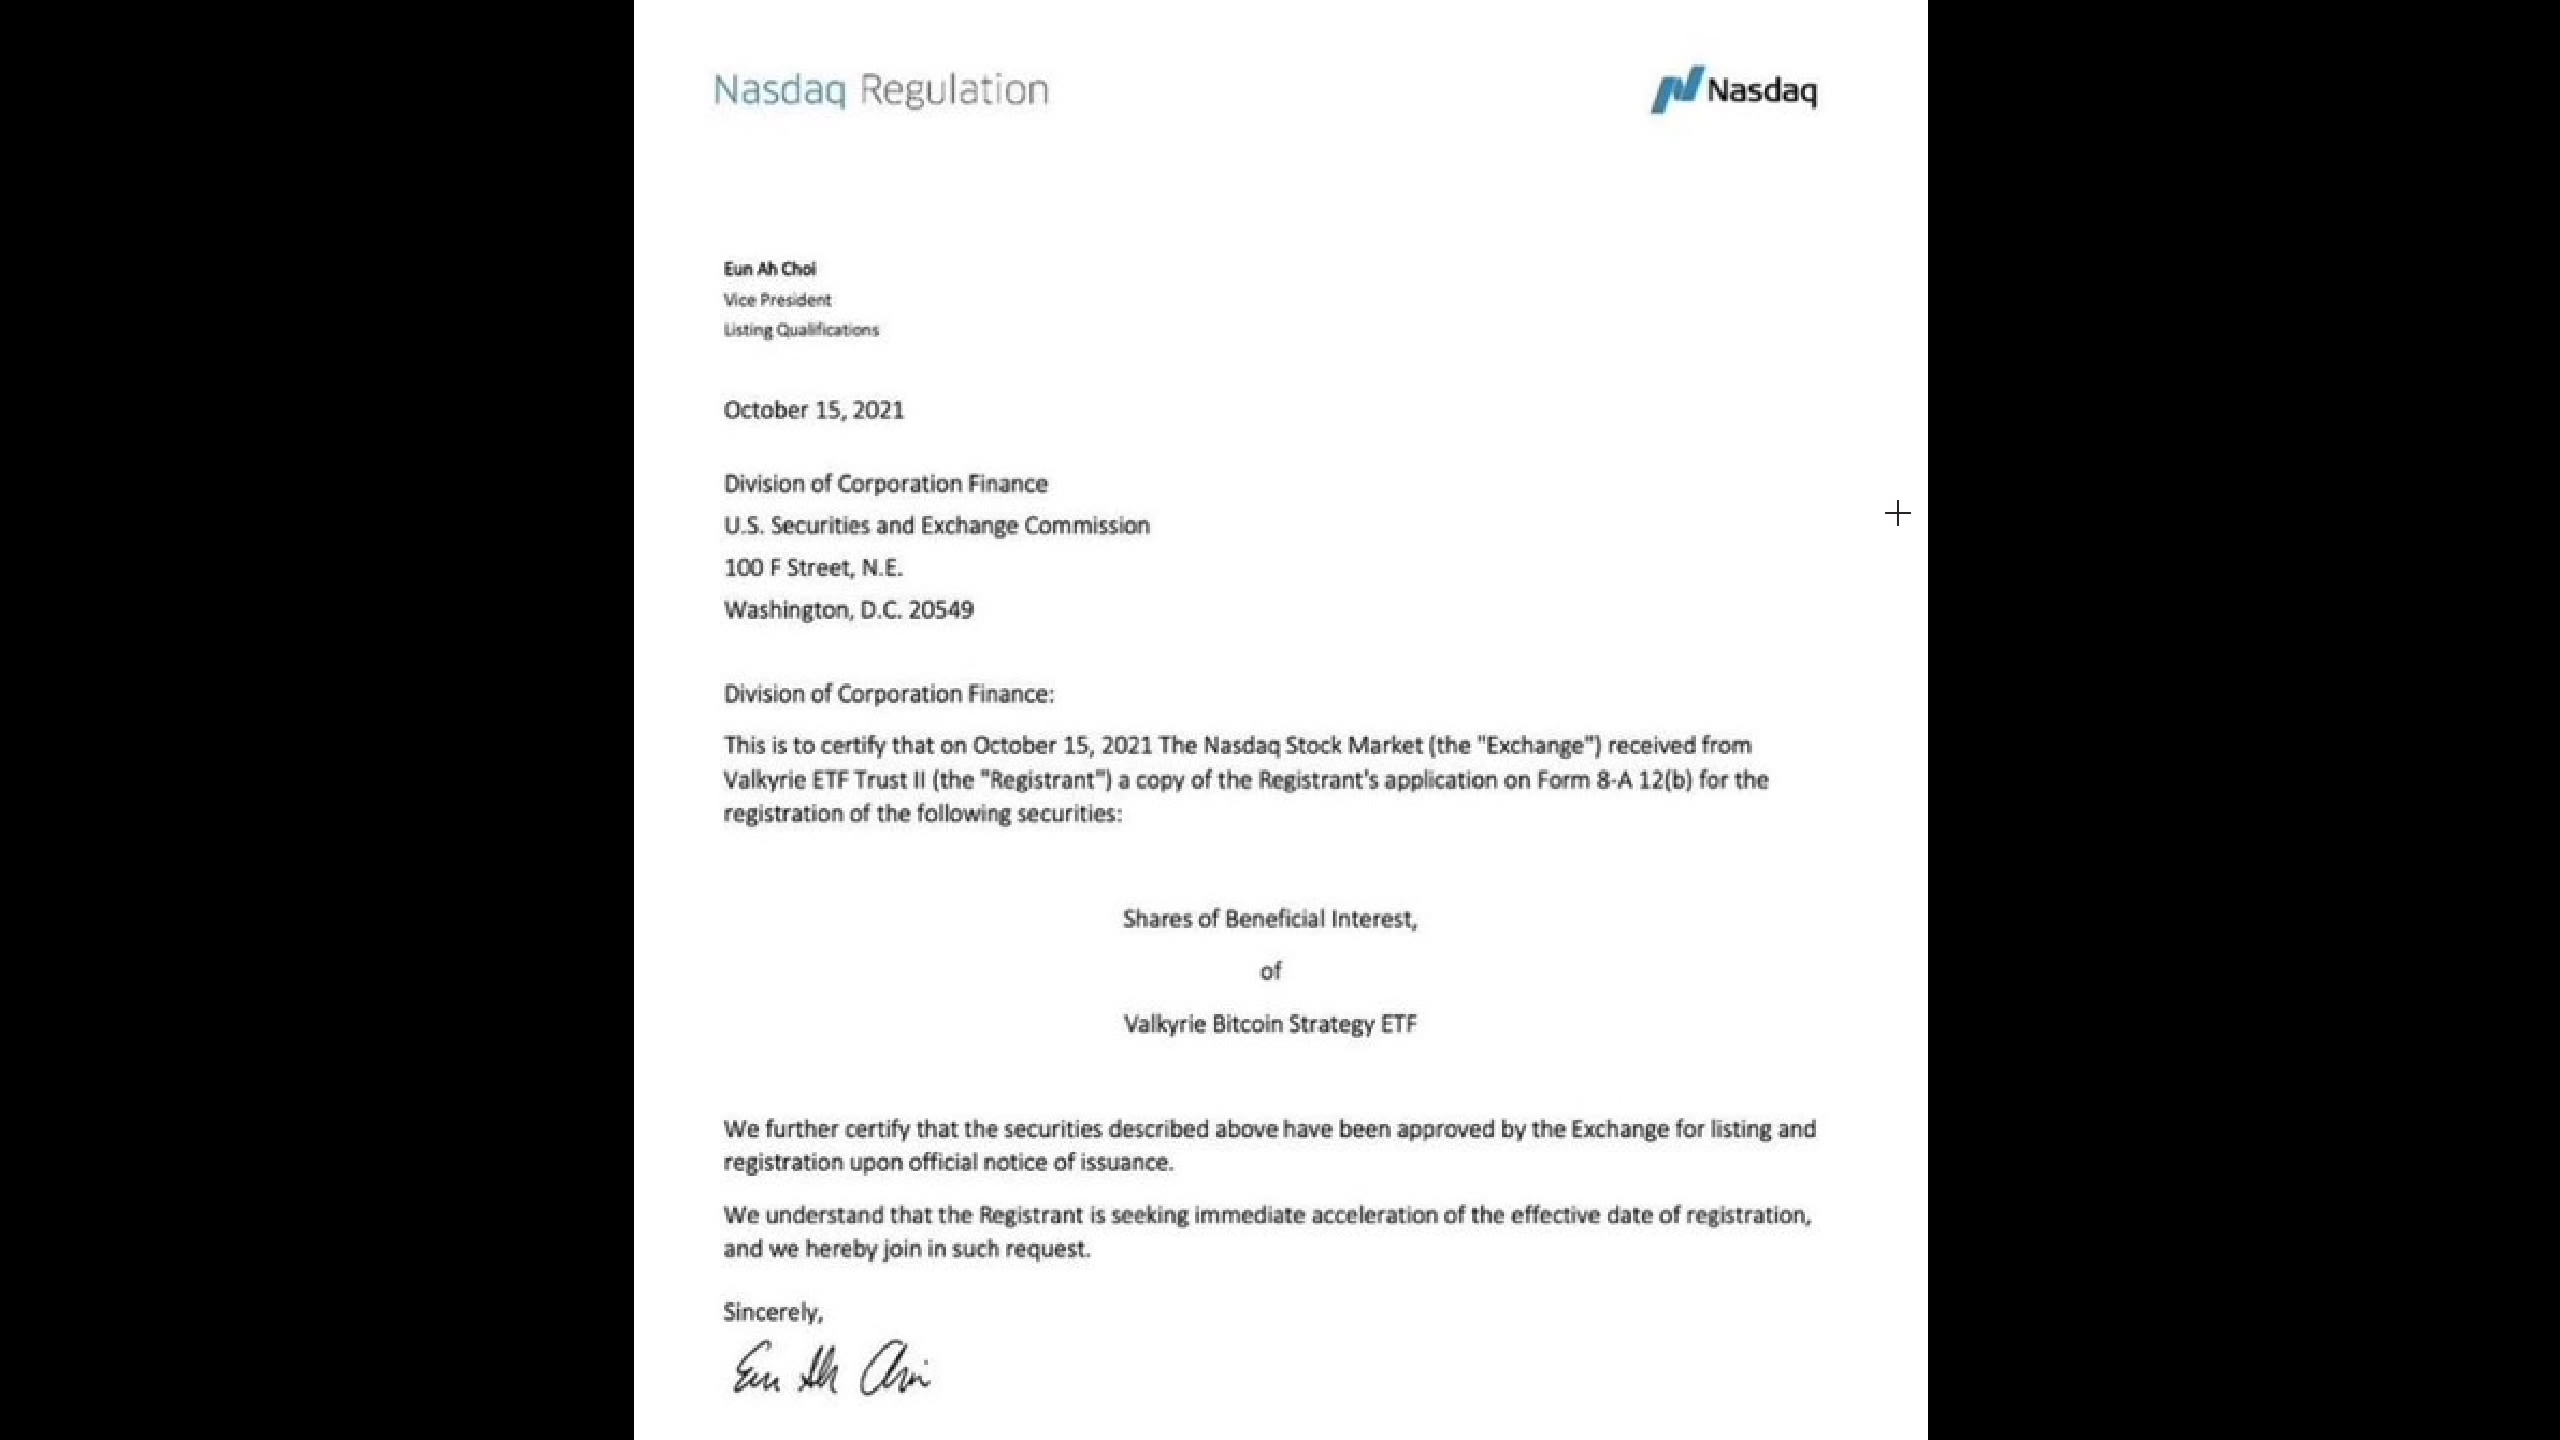 Nasdaq Regulation
Nasdaq
Eun Ah Choi
Vice President
Listing Qualifications
October 15, 2021
Division of Corporation Finance
U.S. Securities and Exchange Commission
100 F Street, N.E.
Washington, D.C. 20549
Division of Corporation Finance:
This is to certify that on October 15, 2021 The Nasdaq Stock Market (the "Exchange") received from
Valkyrie ETF Trust II (the "Registrant") a copy of the Registrant's application on Form 8-A 12(b) for the
registration of the following securities:
Shares of Beneficial Interest,
of
Valkyrie Bitcoin Strategy ETF
We further certify that the securities described above have been approved by the Exchange for listing and
registration upon official notice of issuance.
We understand that the Registrant is seeking immediate acceleration of the effective date of registration,
and we hereby join in such request.
Sincerely,
Eun Ah Choi